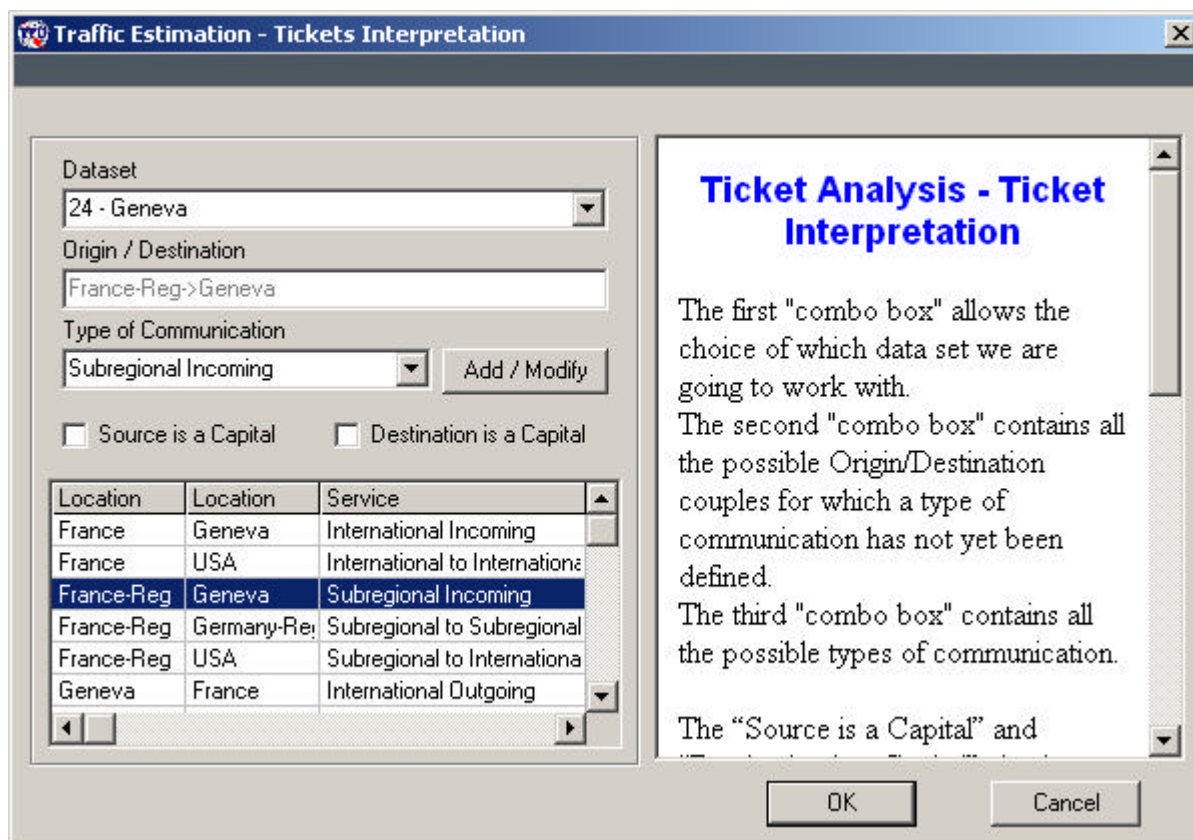 Traffic Estimation - Tickets Interpretation
Dataset
24 - Geneva
Origin / Destination
France-Reg->Geneva
Type of Communication
Subregional Incoming
Add / Modify
Source is a Capital
Destination is a Capital
Location Location Service
France Geneva International Incoming
France USA International to Internationa
France-Reg Geneva Subregional Incoming
France-Reg Germany-Re Subregional to Subregional
France-Reg USA Subregional to Internationa
Geneva France International Outgoing
Ticket Analysis - Ticket
Interpretation
The first "combo box" allows the
choice of which data set we are
going to work with.
The second "combo box" contains all
the possible Origin/Destination
couples for which a type of
communication has not yet been
defined.
The third "combo box" contains all
the possible types of communication.
The “Source is a Capital” and
OK
Cancel